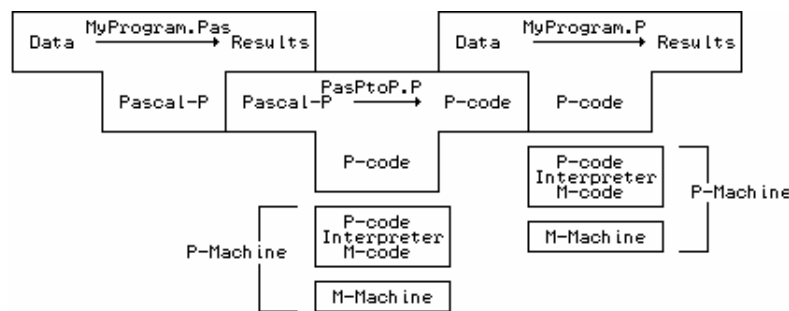 MyProgram.Pas
Data Results
MyProgram.P
Data Results
Pascal-P
PasPtoP.P
Pascal-P P-code
P-code
P-code
P-code
Interpreter
M-code
P-Machine
M-Machine
P-code
Interpreter
M-code
P-Machine
M-Machine